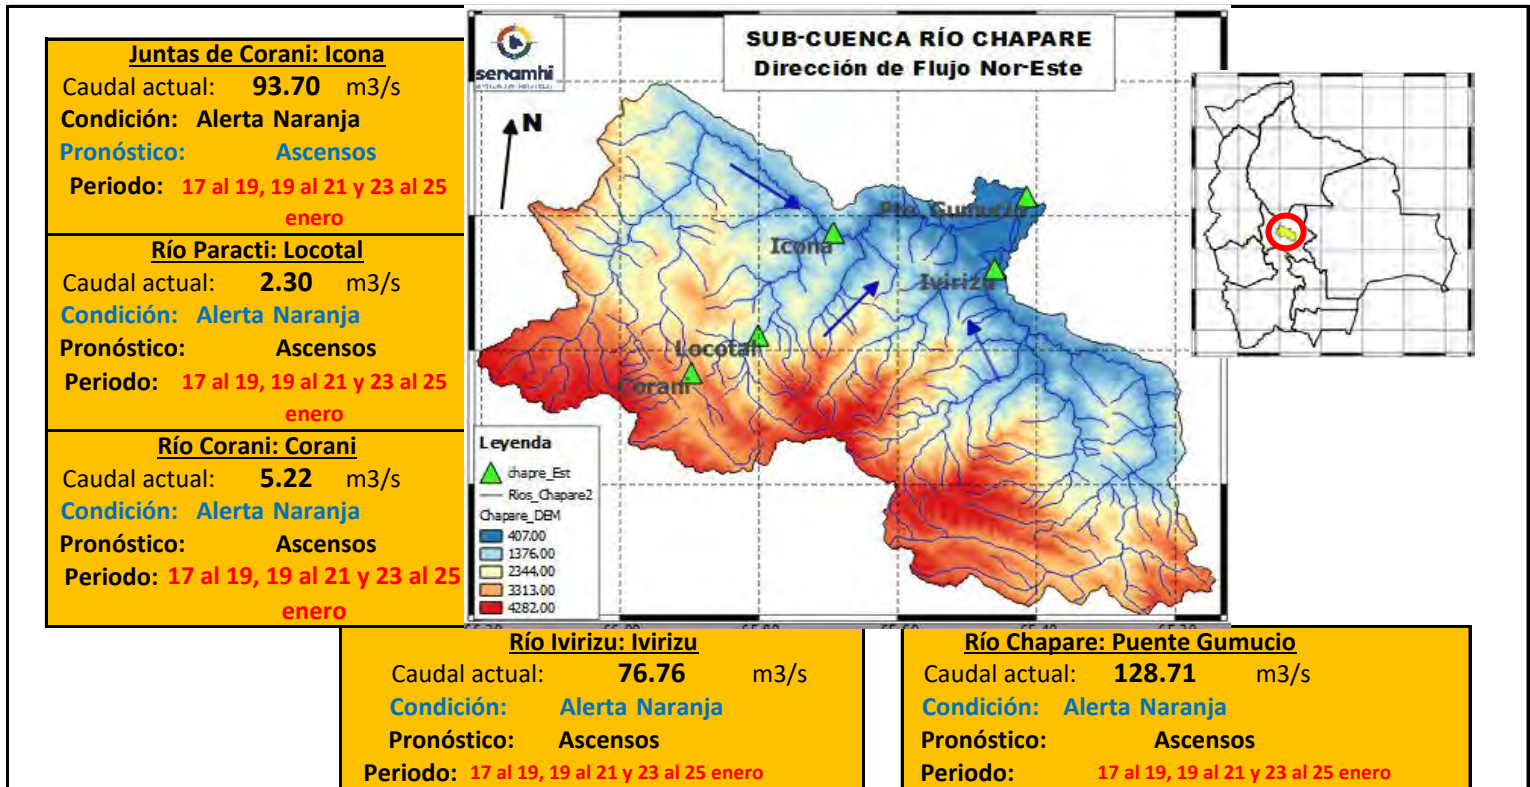 Juntas de Corani: Icona
Caudal actual: 93.70 m3/s
Condición: Alerta Naranja
Pronóstico: Ascensos
Periodo: 17 al 19, 19 al 21 y 23 al 25
enero
Río Paracti: Locotal
Caudal actual: 2.30 m3/s
Condición: Alerta Naranja
Pronóstico: Ascensos
Periodo: 17 al 19, 19 al 21 y 23 al 25
enero
Río Corani: Corani
Caudal actual: 5.22 m3/s
Condición: Alerta Naranja
Pronóstico: Ascensos
Periodo: 17 al 19, 19 al 21 y 23 al 25
enero
senamhi
SUB-CUENCA RÍO CHAPARE
Dirección de Flujo Nor-Este
N
Pte. Gumucio
Icona
Ivirizu
Locotal
Corani
Leyenda
chapre_Est
Rios_Chapare2
Chapare_DEM
407.00
1376.00
2344.00
3313.00
4282.00
Río Ivirizu: Ivirizu
Caudal actual: 76.76 m3/s
Condición: Alerta Naranja
Pronóstico: Ascensos
Periodo: 17 al 19, 19 al 21 y 23 al 25 enero
Río Chapare: Puente Gumucio
Caudal actual: 128.71 m3/s
Condición: Alerta Naranja
Pronóstico: Ascensos
Periodo: 17 al 19, 19 al 21 y 23 al 25 enero